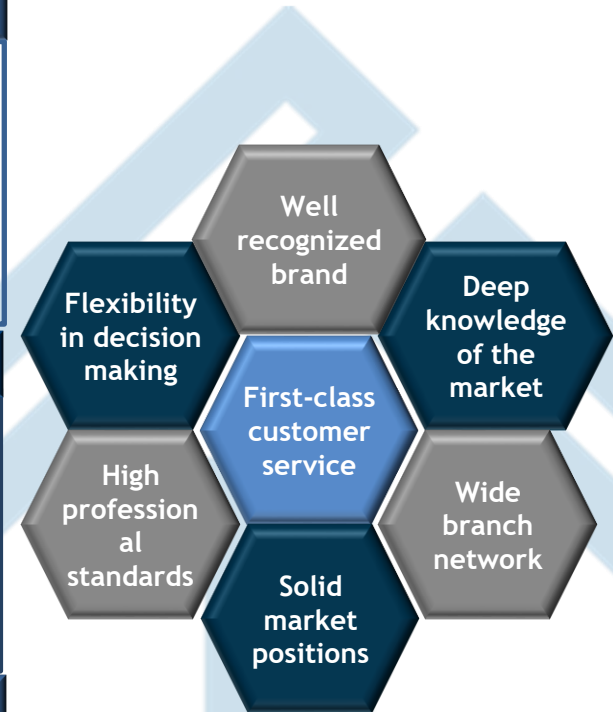 Well
recognized
brand
Flexibility
in decision
making
Deep
knowledge
of the
market
First-class
customer
service
High
profession
al
standards
Wide
branch
network
Solid
market
positions